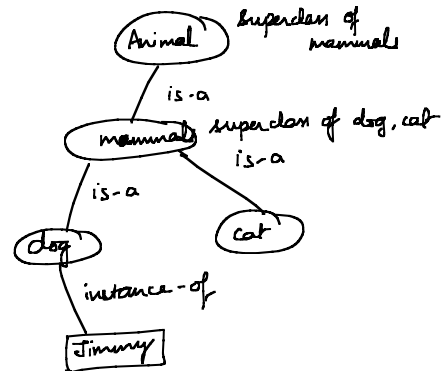 Animal
Superclass of
mammals
is-a
mammals
superclass of dog, cat
is-a
is-a
dog
cat
instance-of
Jimmy